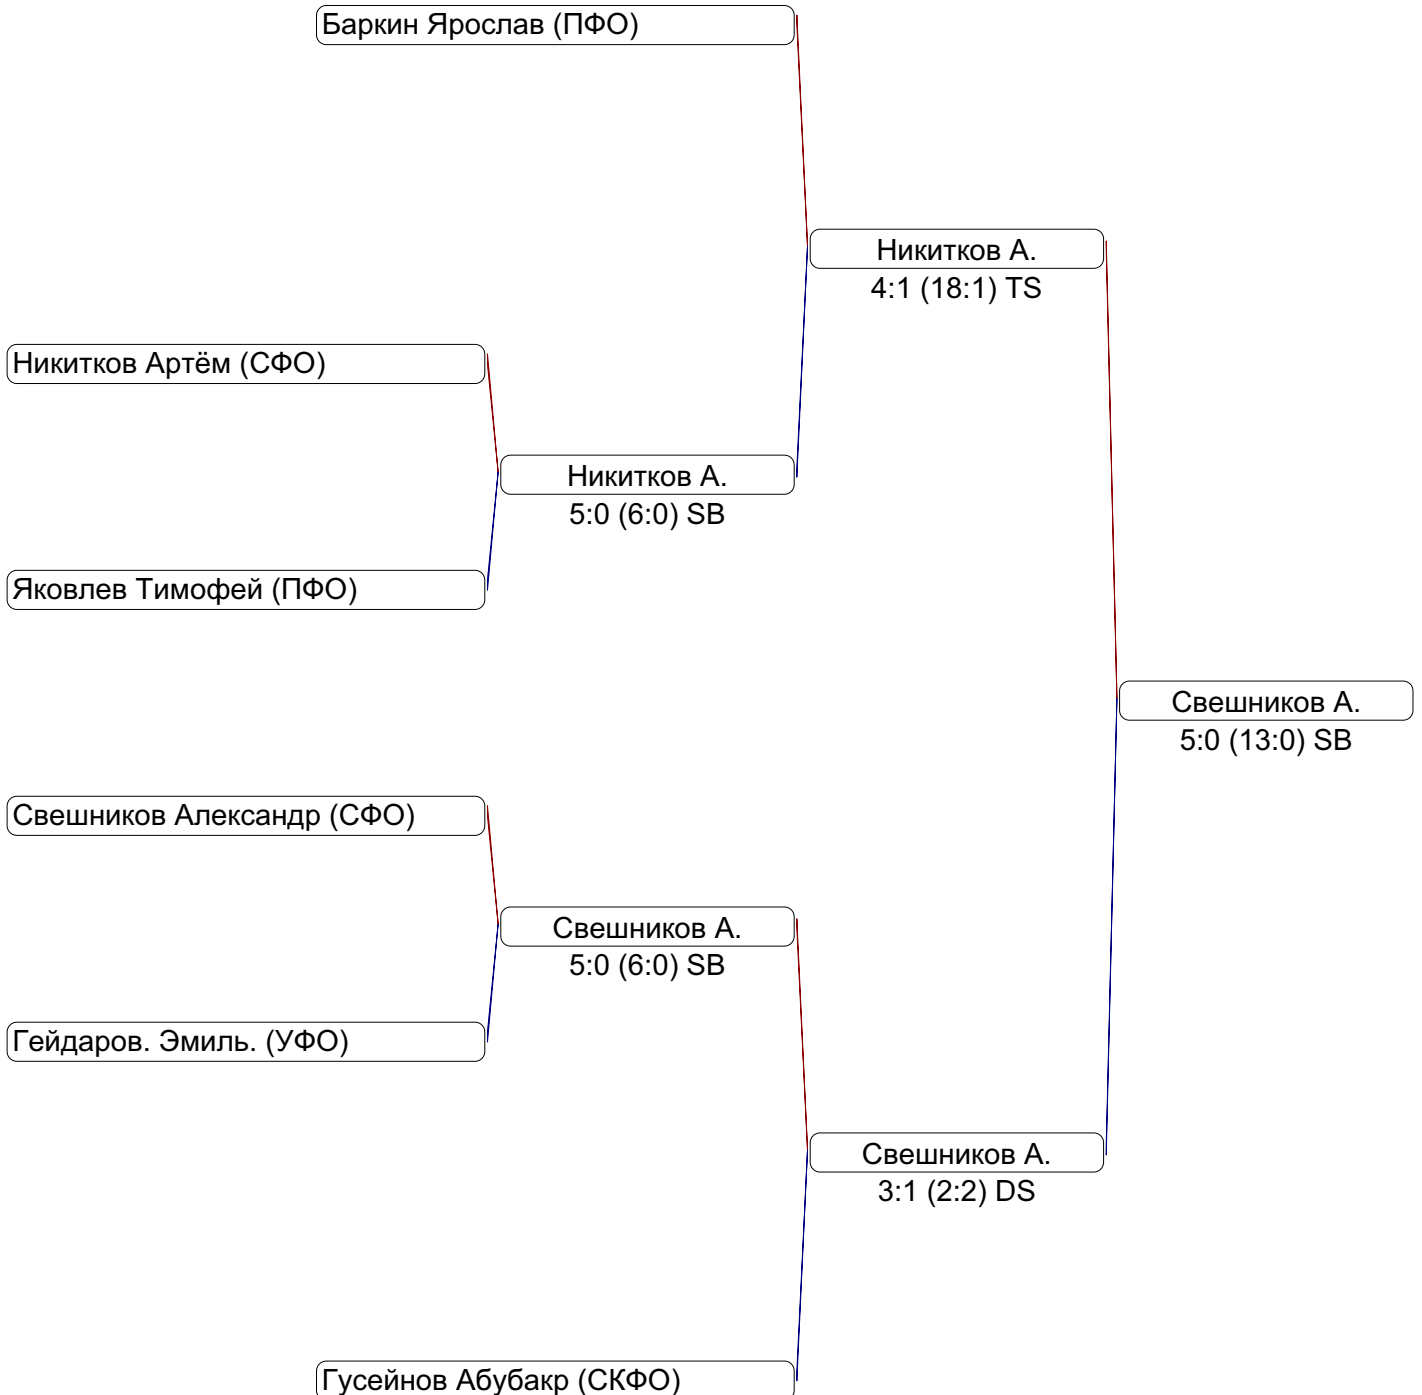 Баркин Ярослав (ПФО)
Никитков А.
4:1 (18:1) TS
Никитков Артём (СФО)
Никитков А.
5:0 (6:0) SB
Яковлев Тимофей (ПФО)
Свешников А.
5:0 (13:0) SB
Свешников Александр (СФО)
Свешников А.
5:0 (6:0) SB
Гейдаров. Эмиль. (УФО)
Свешников А.
3:1 (2:2) DS
Гусейнов Абубакр (СКФО)